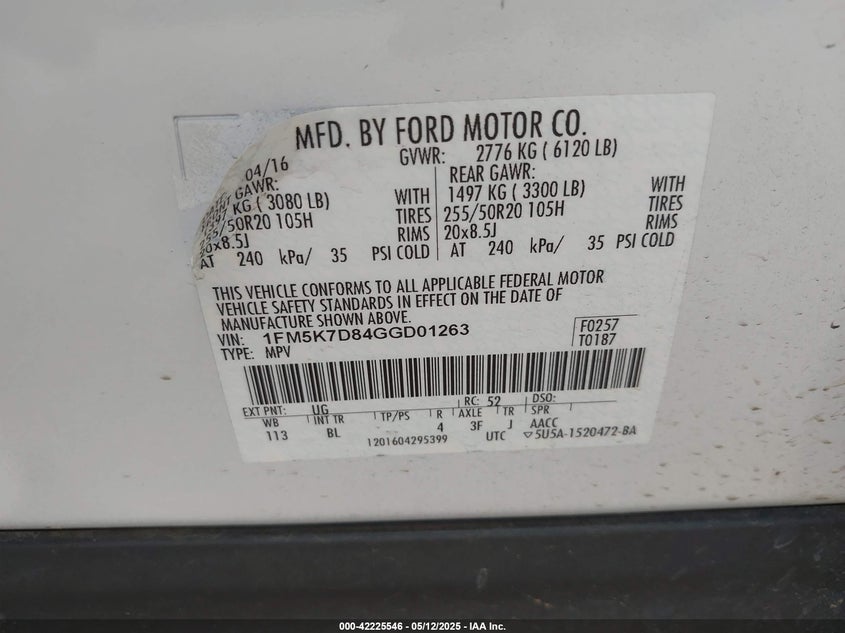 MFD. BY FORD MOTOR CO.
04/16 GVWR: 2776 KG ( 6120 LB)
GAWR: REAR GAWR:
KG ( 3080 LB) WITH 1497 KG ( 3300 LB) WITH
255/50R20 105H TIRES 255/50R20 105H TIRES
20x8.5J RIMS 20x8.5J RIMS
AT 240 kPa/ 35 PSI COLD AT 240 kPa/ 35 PSI COLD
THIS VEHICLE CONFORMS TO ALL APPLICABLE FEDERAL MOTOR
VEHICLE SAFETY STANDARDS IN EFFECT ON THE DATE OF
MANUFACTURE SHOWN ABOVE.
VIN: 1FM5K7D84GGD01263 F0257
TYPE: MPV T0187
EXT PNT: UG RC: 52 DSO:
WB INT TR TP/PS R AXLE TR SPR
113 BL 4 3F J AACC
1201604295399 UTC ▽5U5A-1520472-BA
000-42225546 - 05/12/2025 - IAA Inc.